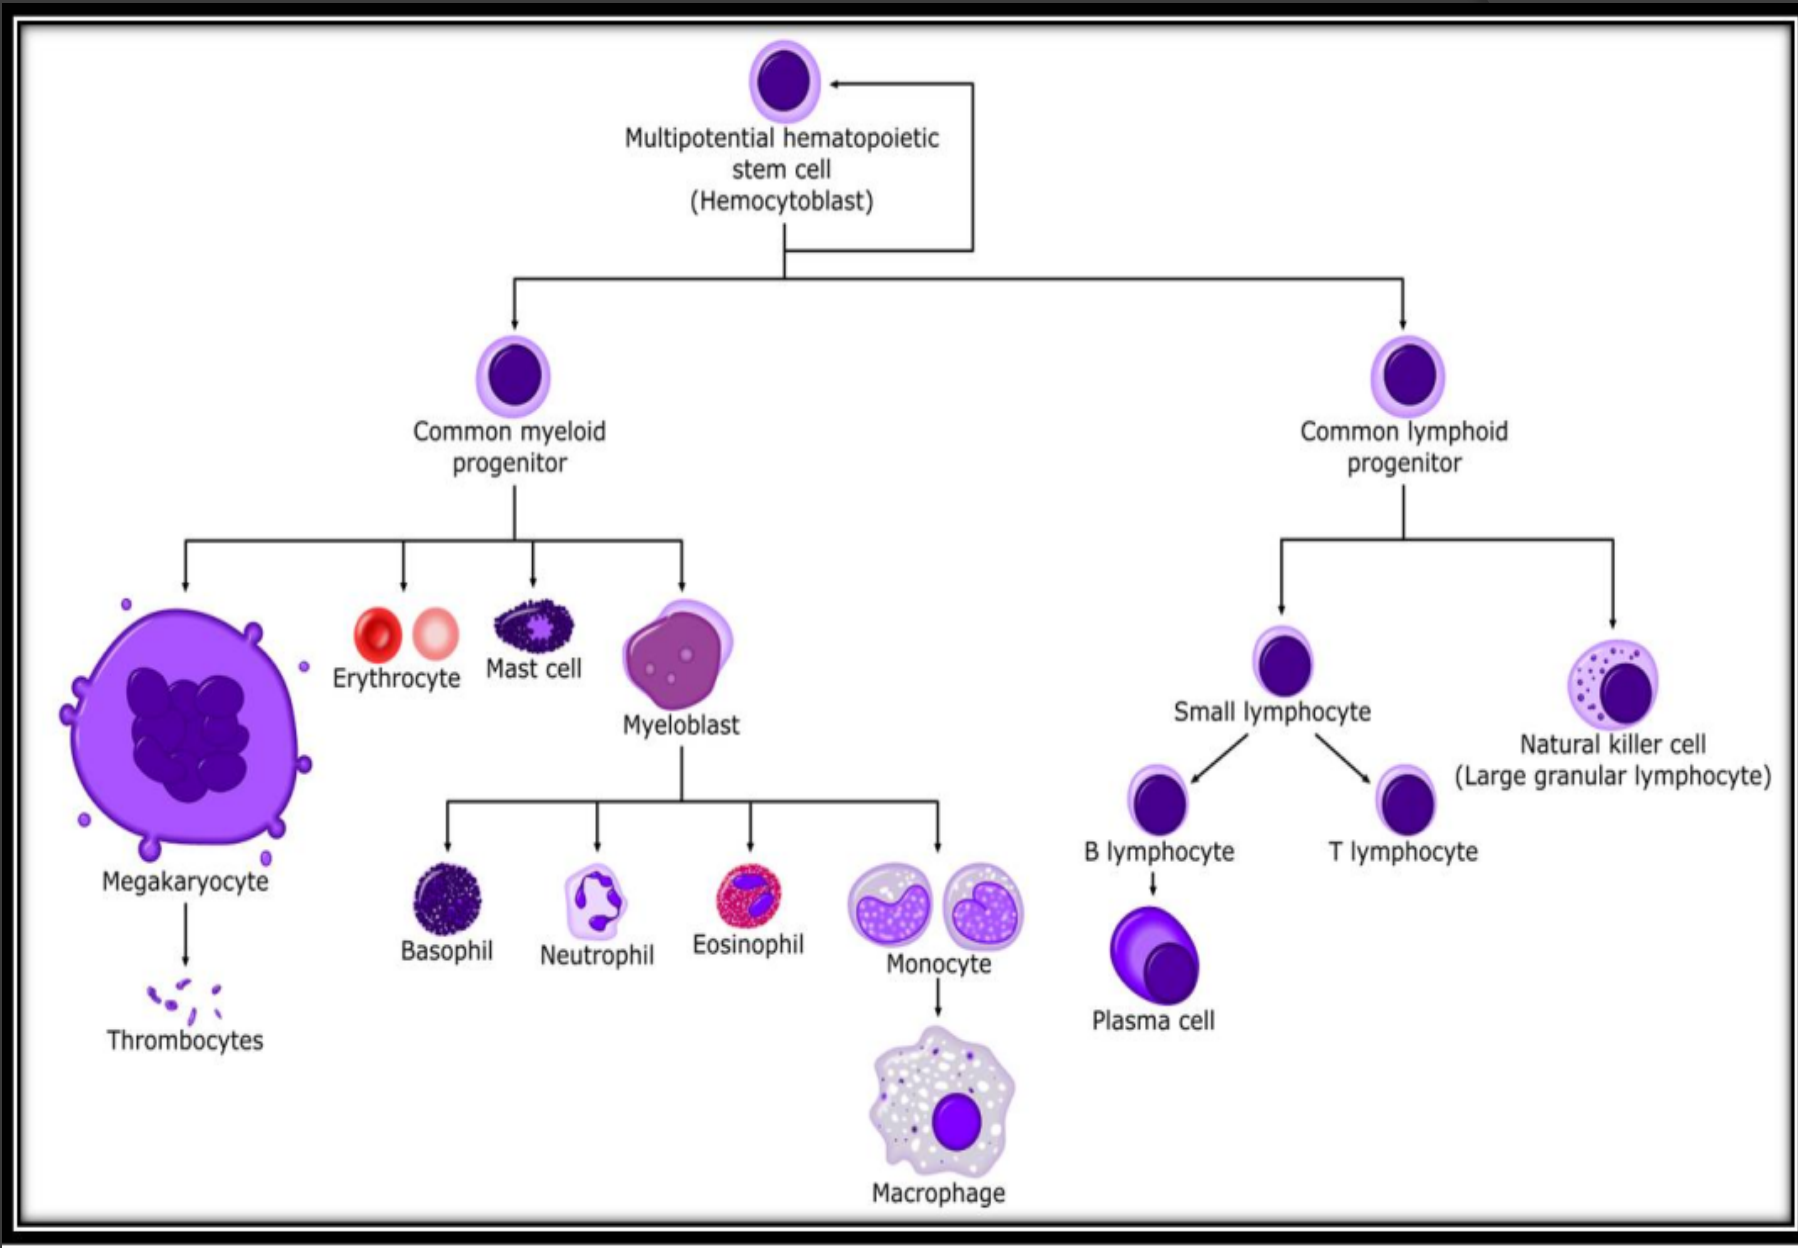 Multipotential hematopoietic
stem cell
(Hemocytoblast)
Common myeloid
progenitor
Common lymphoid
progenitor
Erythrocyte
Mast cell
Myeloblast
Small lymphocyte
Natural killer cell
(Large granular lymphocyte)
B lymphocyte
T lymphocyte
Megakaryocyte
Basophil
Neutrophil
Eosinophil
Monocyte
Plasma cell
Thrombocytes
Macrophage